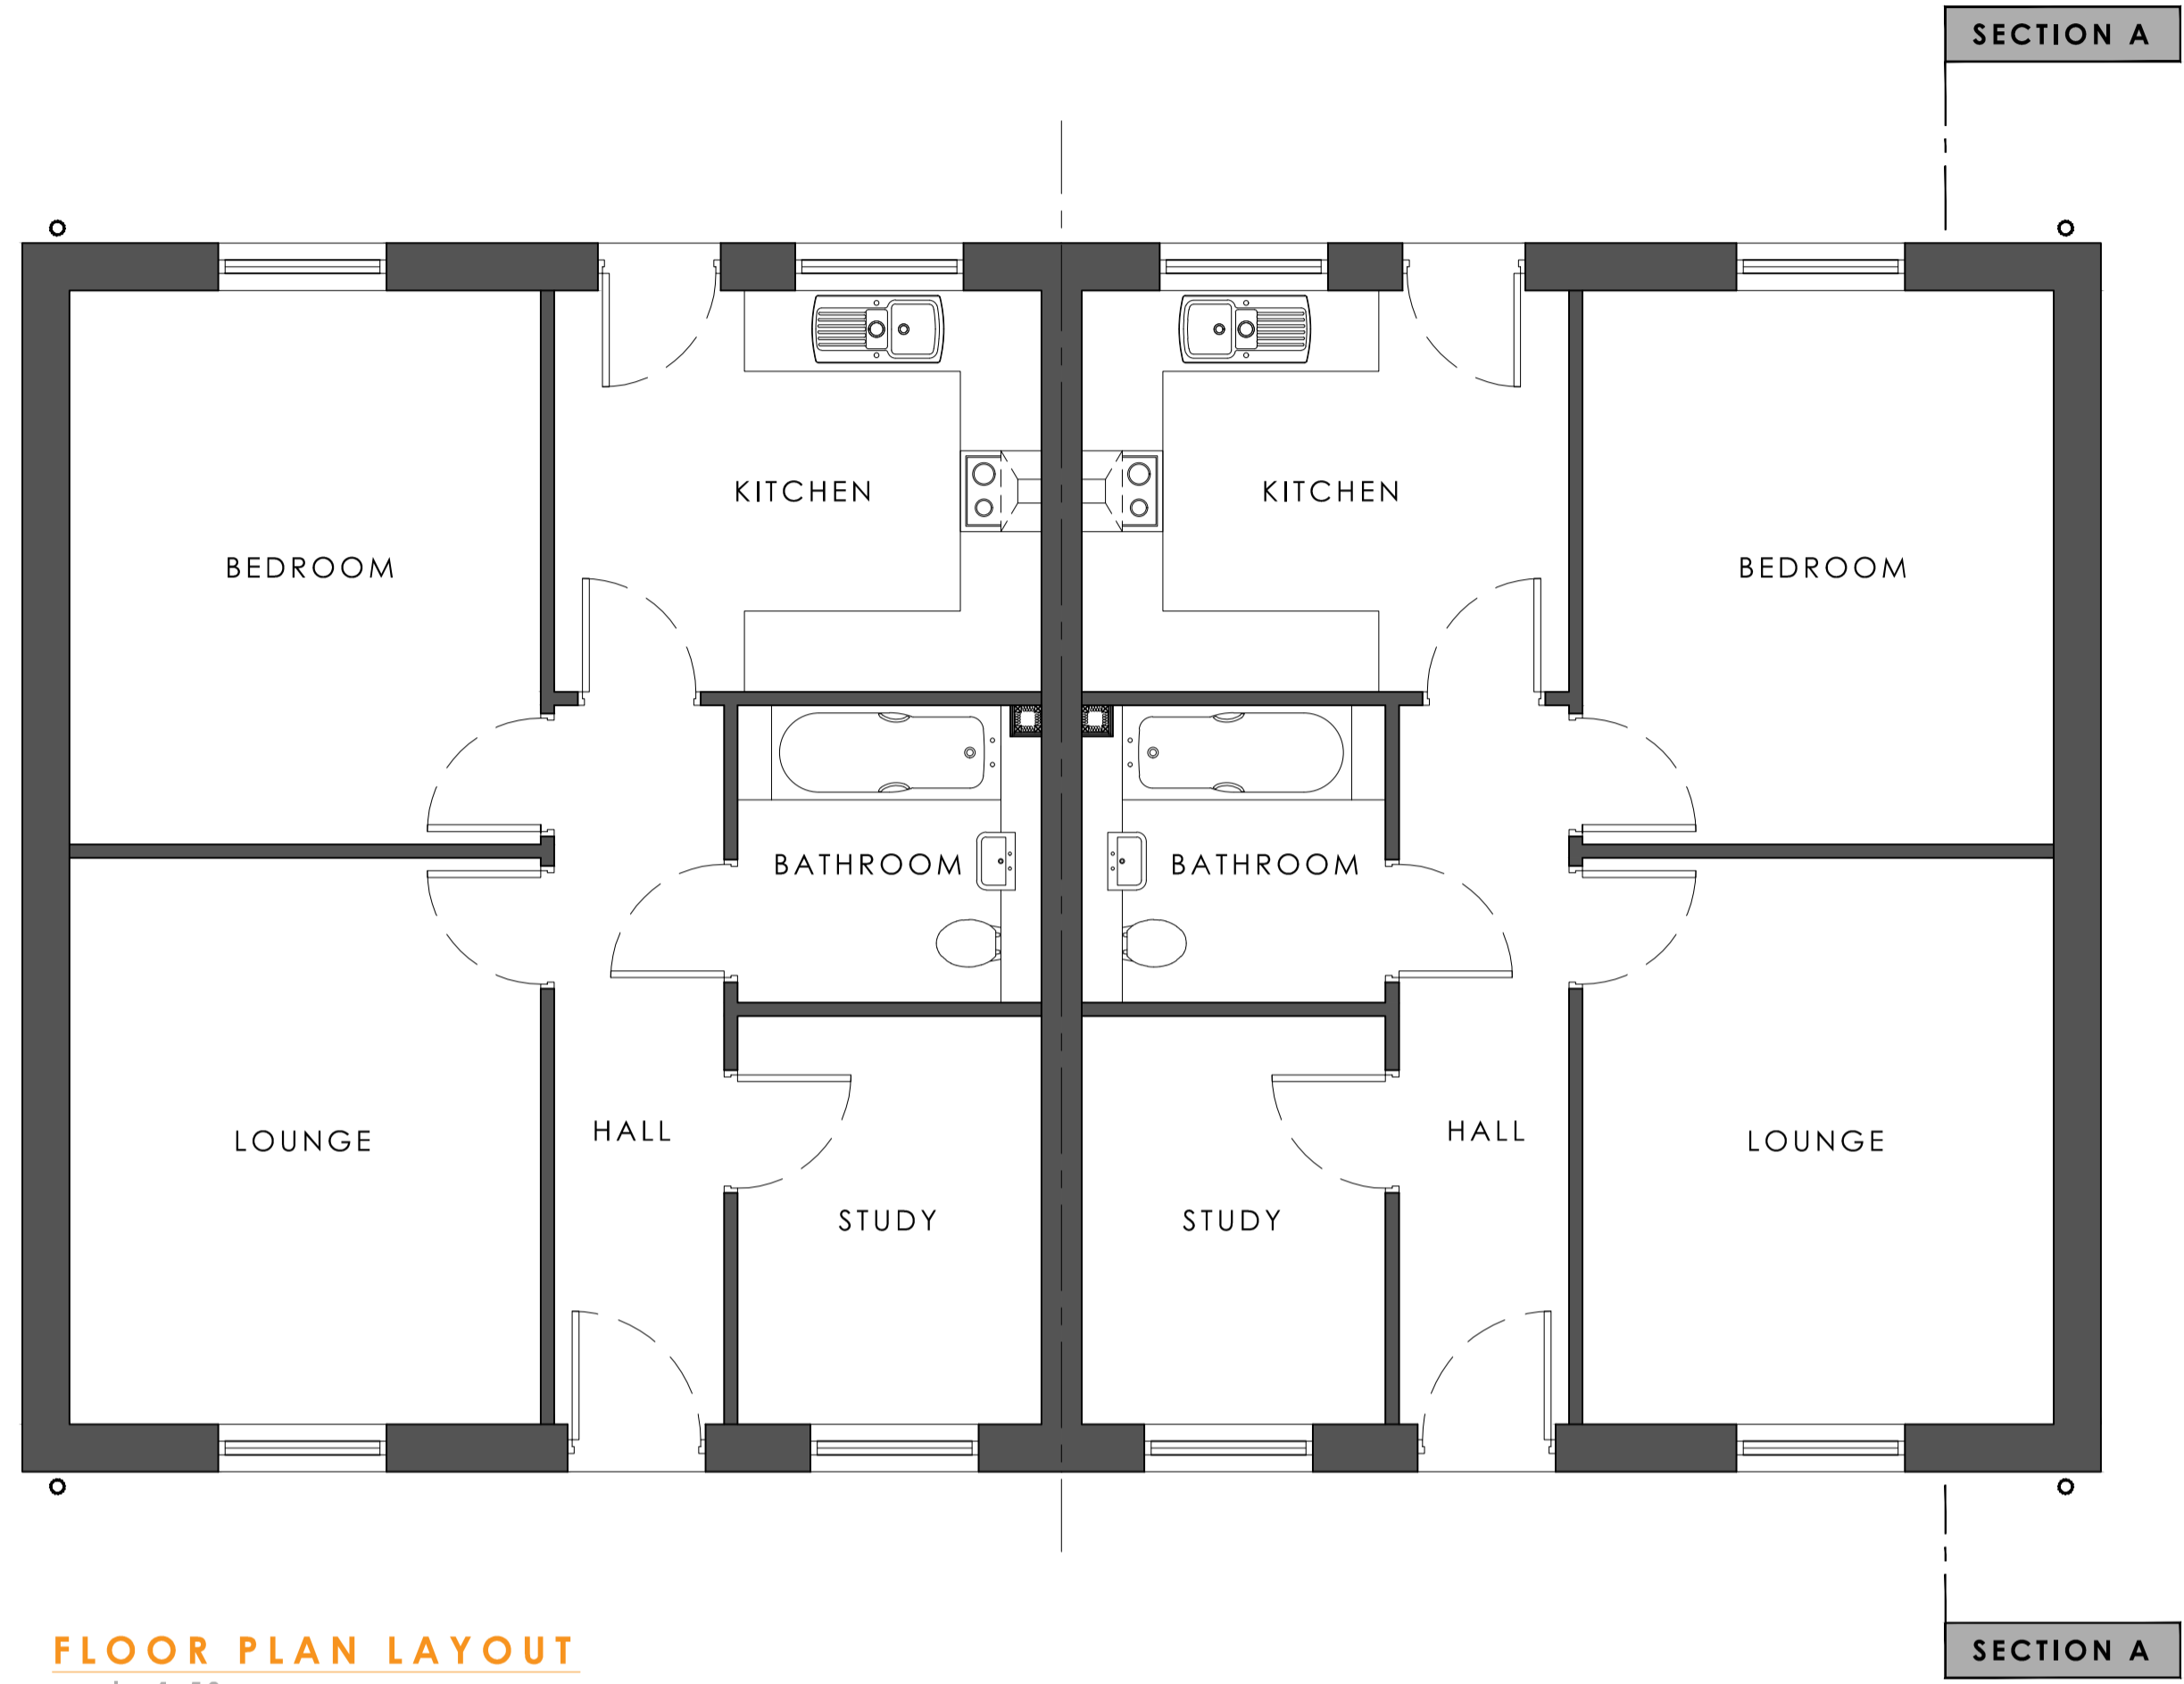 SECTION A
KITCHEN
KITCHEN
BEDROOM
BEDROOM
BATHROOM
BATHROOM
HALL
HALL
LOUNGE
LOUNGE
STUDY
STUDY
FLOOR PLAN LAYOUT
SECTION A